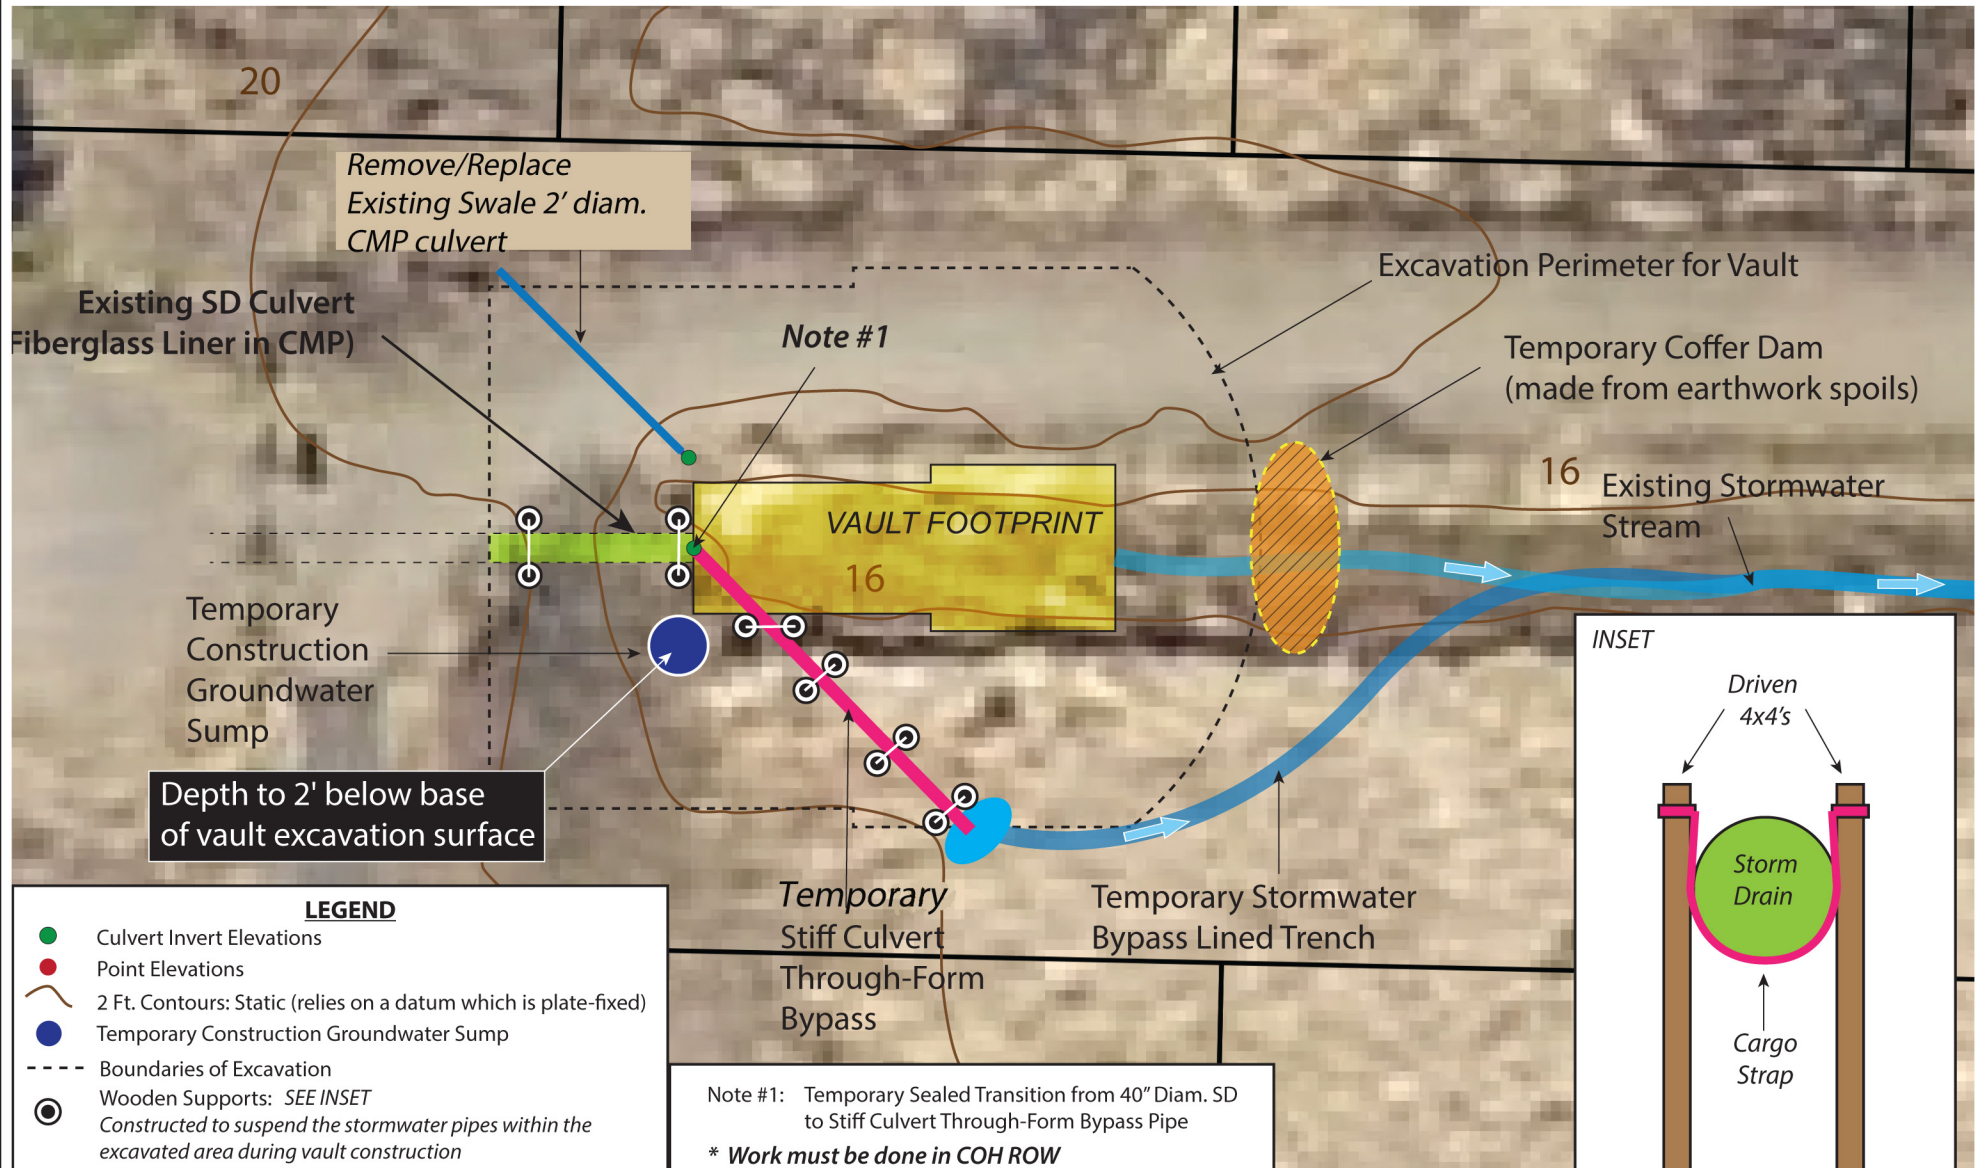 20
Remove/Replace
Existing Swale 2’ diam.
CMP culvert
Existing SD Culvert
Fiberglass Liner in CMP)
Note #1
Excavation Perimeter for Vault
Temporary Coffer Dam
(made from earthwork spoils)
16
Existing Stormwater
Stream
VAULT FOOTPRINT
16
Temporary
Construction
Groundwater
Sump
Depth to 2' below base
of vault excavation surface
Temporary
Stiff Culvert
Through-Form
Bypass
Temporary Stormwater
Bypass Lined Trench
INSET
Driven
4x4’s
Storm
Drain
Cargo
Strap
LEGEND
Culvert Invert Elevations
Point Elevations
2 Ft. Contours: Static (relies on a datum which is plate-fixed)
Temporary Construction Groundwater Sump
Boundaries of Excavation
Wooden Supports: SEE INSET
Constructed to suspend the stormwater pipes within the
excavated area during vault construction
Note #1: Temporary Sealed Transition from 40” Diam. SD
to Stiff Culvert Through-Form Bypass Pipe
* Work must be done in COH ROW